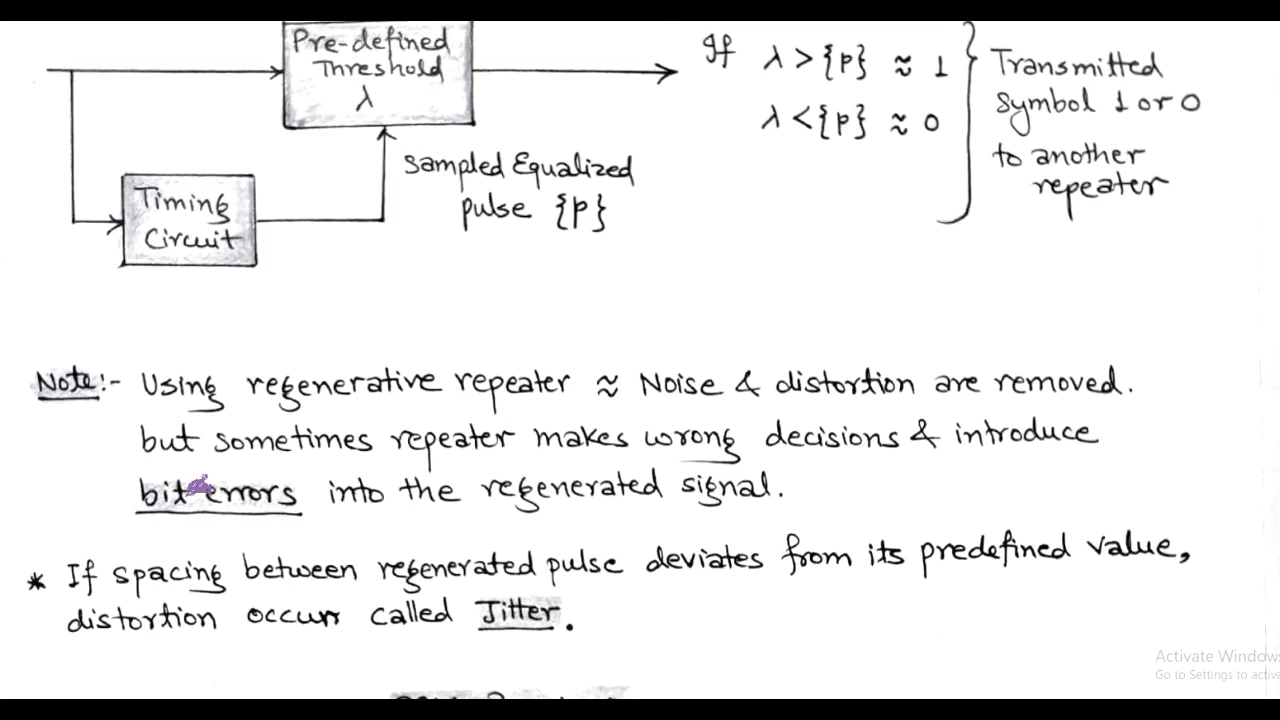 Pre-defined
Threshold
λ
If λ > {p} ≈ 1
λ < {p} ≈ 0
Transmitted
symbol 1 or 0
to another
repeater
Sampled Equalized
pulse {p}
Timing
Circuit
Note:- Using regenerative repeater ≈ Noise & distortion are removed.
but sometimes repeater makes wrong decisions & introduce
bit errors into the regenerated signal.
* If spacing between regenerated pulse deviates from its predefined value,
distortion occurr called Jitter.
Activate Windows
Go to Settings to activa